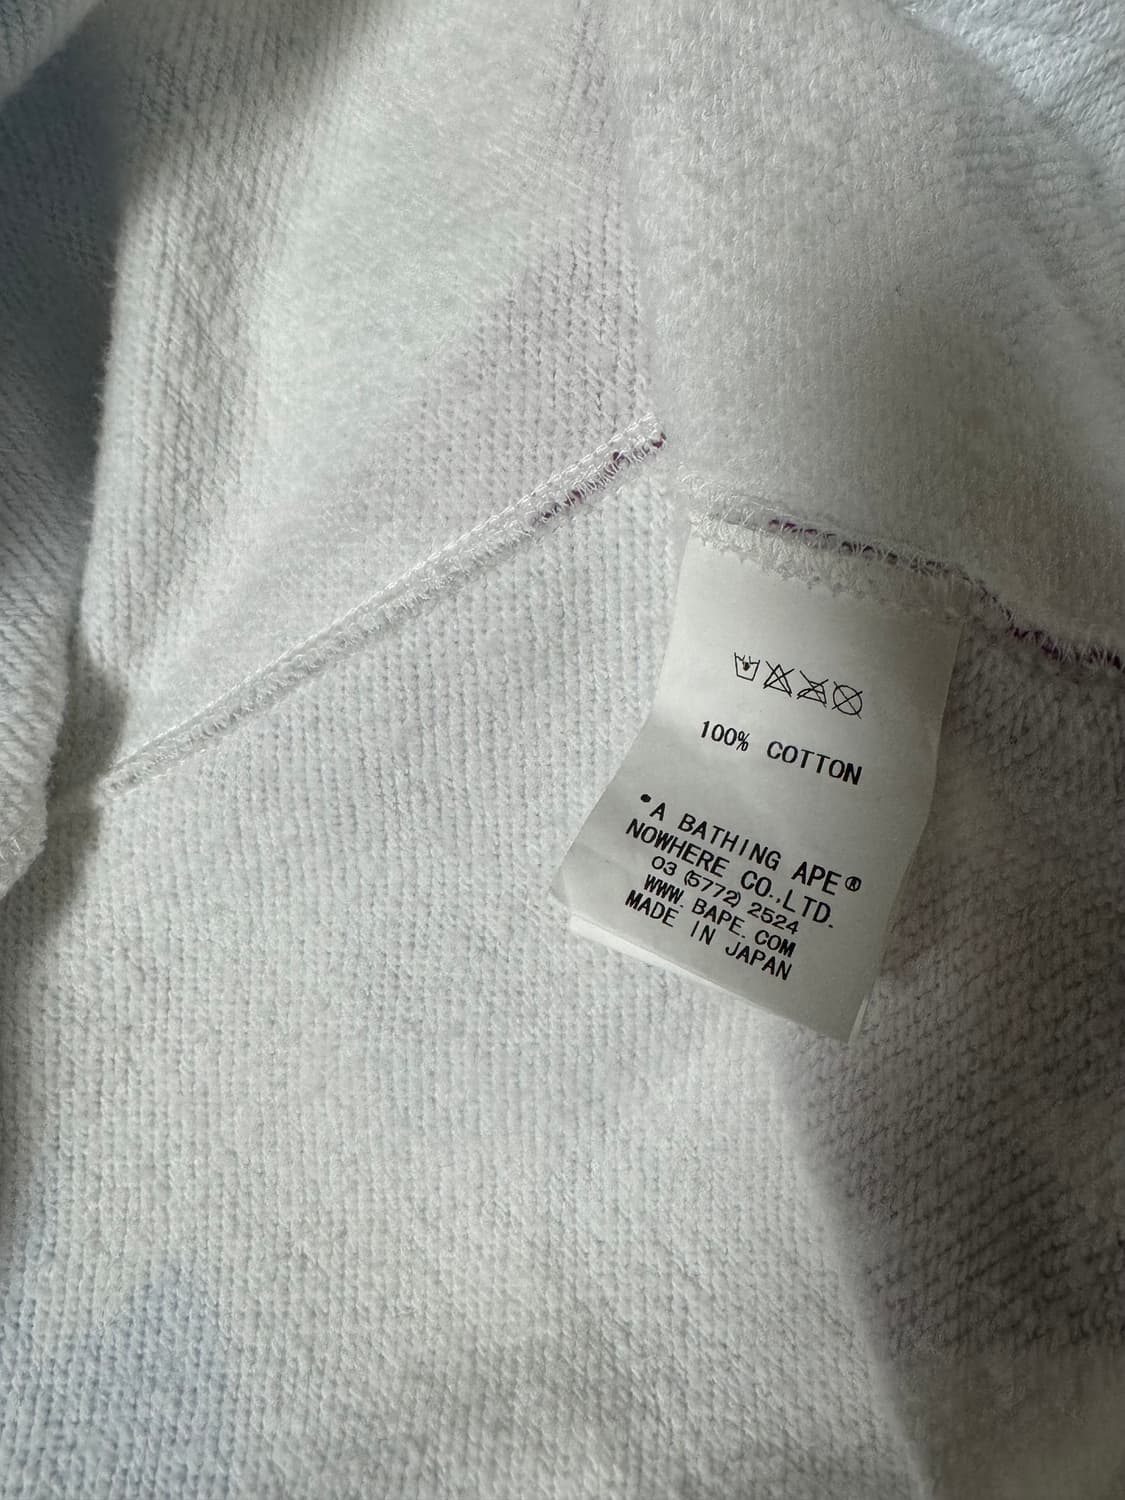 100% COTTON
•A BATHING APE®
NOWHERE CO.,LTD.
03 (5772) 2524
WWW. BAPE. COM
MADE IN JAPAN